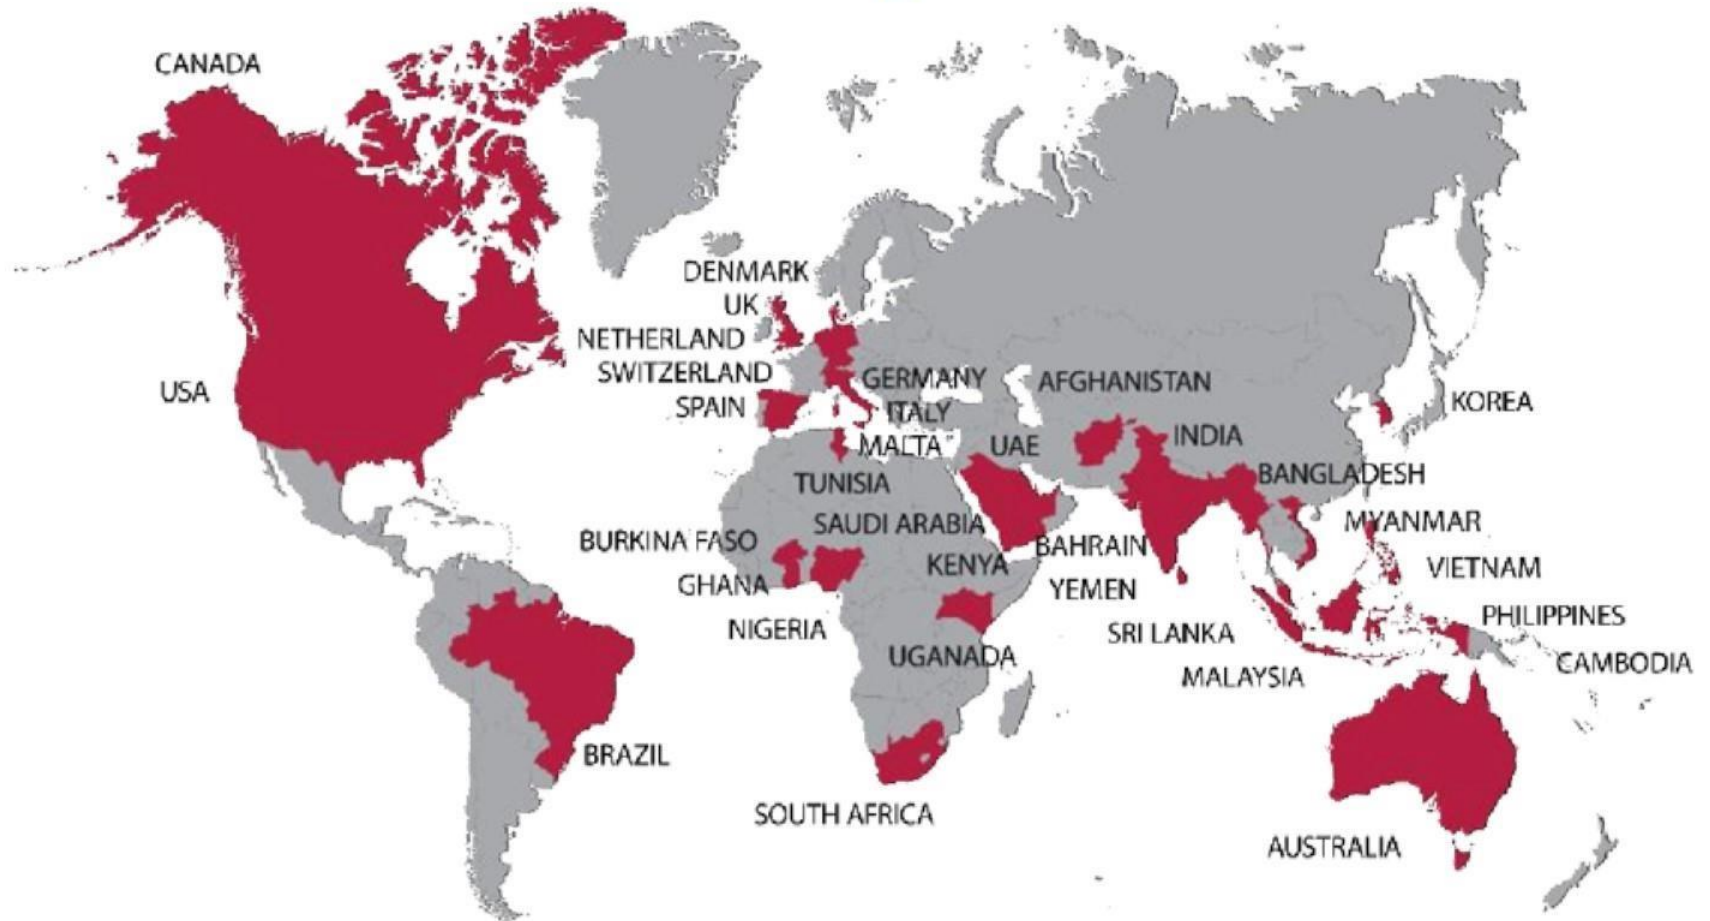 CANADA
DENMARK
UK
NETHERLAND
SWITZERLAND
GERMANY
AFGHANISTAN
USA
SPAIN
ITALY
KOREA
MALTA
UAE
INDIA
BANGLADESH
TUNISIA
SAUDI ARABIA
MYANMAR
BURKINA FASO
BAHRAIN
KENYA
VIETNAM
GHANA
YEMEN
PHILIPPINES
NIGERIA
SRI LANKA
UGANADA
CAMBODIA
MALAYSIA
BRAZIL
SOUTH AFRICA
AUSTRALIA